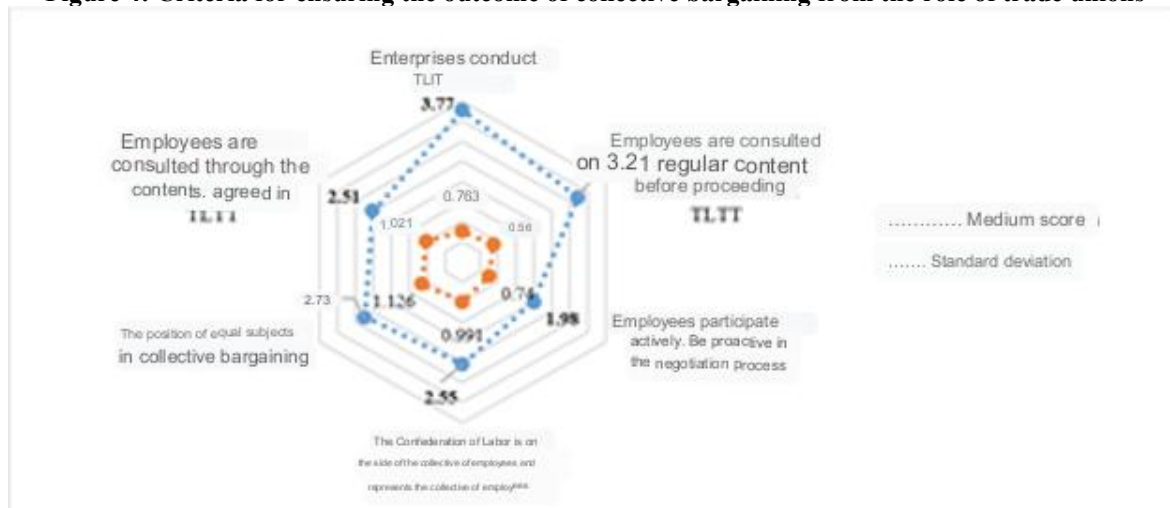 Figure 4: Criteria for ensuring the outcome of collective bargaining from the role of trade unions
Enterprises conduct
TLIT
3.77
Employees are
consulted through the
contents. agreed in
2.51
Employees are consulted
on 3.21 regular content
before proceeding
TLTT
0.763
1,021
0.56
............ Medium score
....... Standard deviation
2.73
1.126
0.74
1.98
0.991
The position of equal subjects
in collective bargaining
Employees participate
actively. Be proactive in
the negotiation process
2.55
The Confederation of Labor is on
the side of the collective of employees and
represents the collective of employees